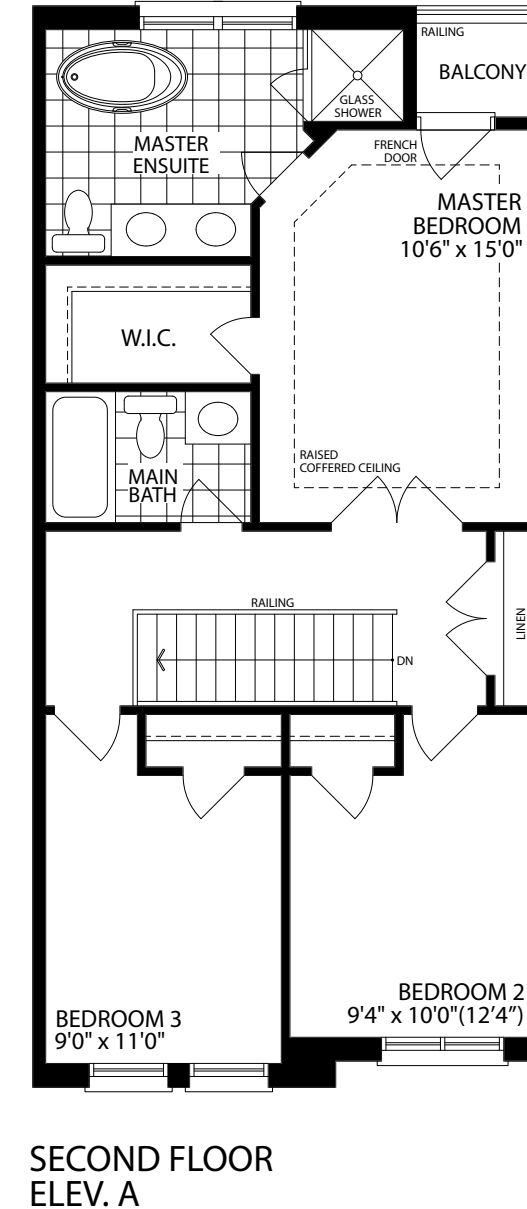 RAILING
BALCONY
GLASS
SHOWER
MASTER
ENSUITE
FRENCH
DOOR
MASTER
BEDROOM
10'6" x 15'0"
W.I.C.
RAISED
COFFERED CEILING
MAIN
BATH
RAILING
LINEN
DN
BEDROOM 2
9'4" x 10'0"(12'4")
BEDROOM 3
9'0" x 11'0"
SECOND FLOOR
ELEV. A